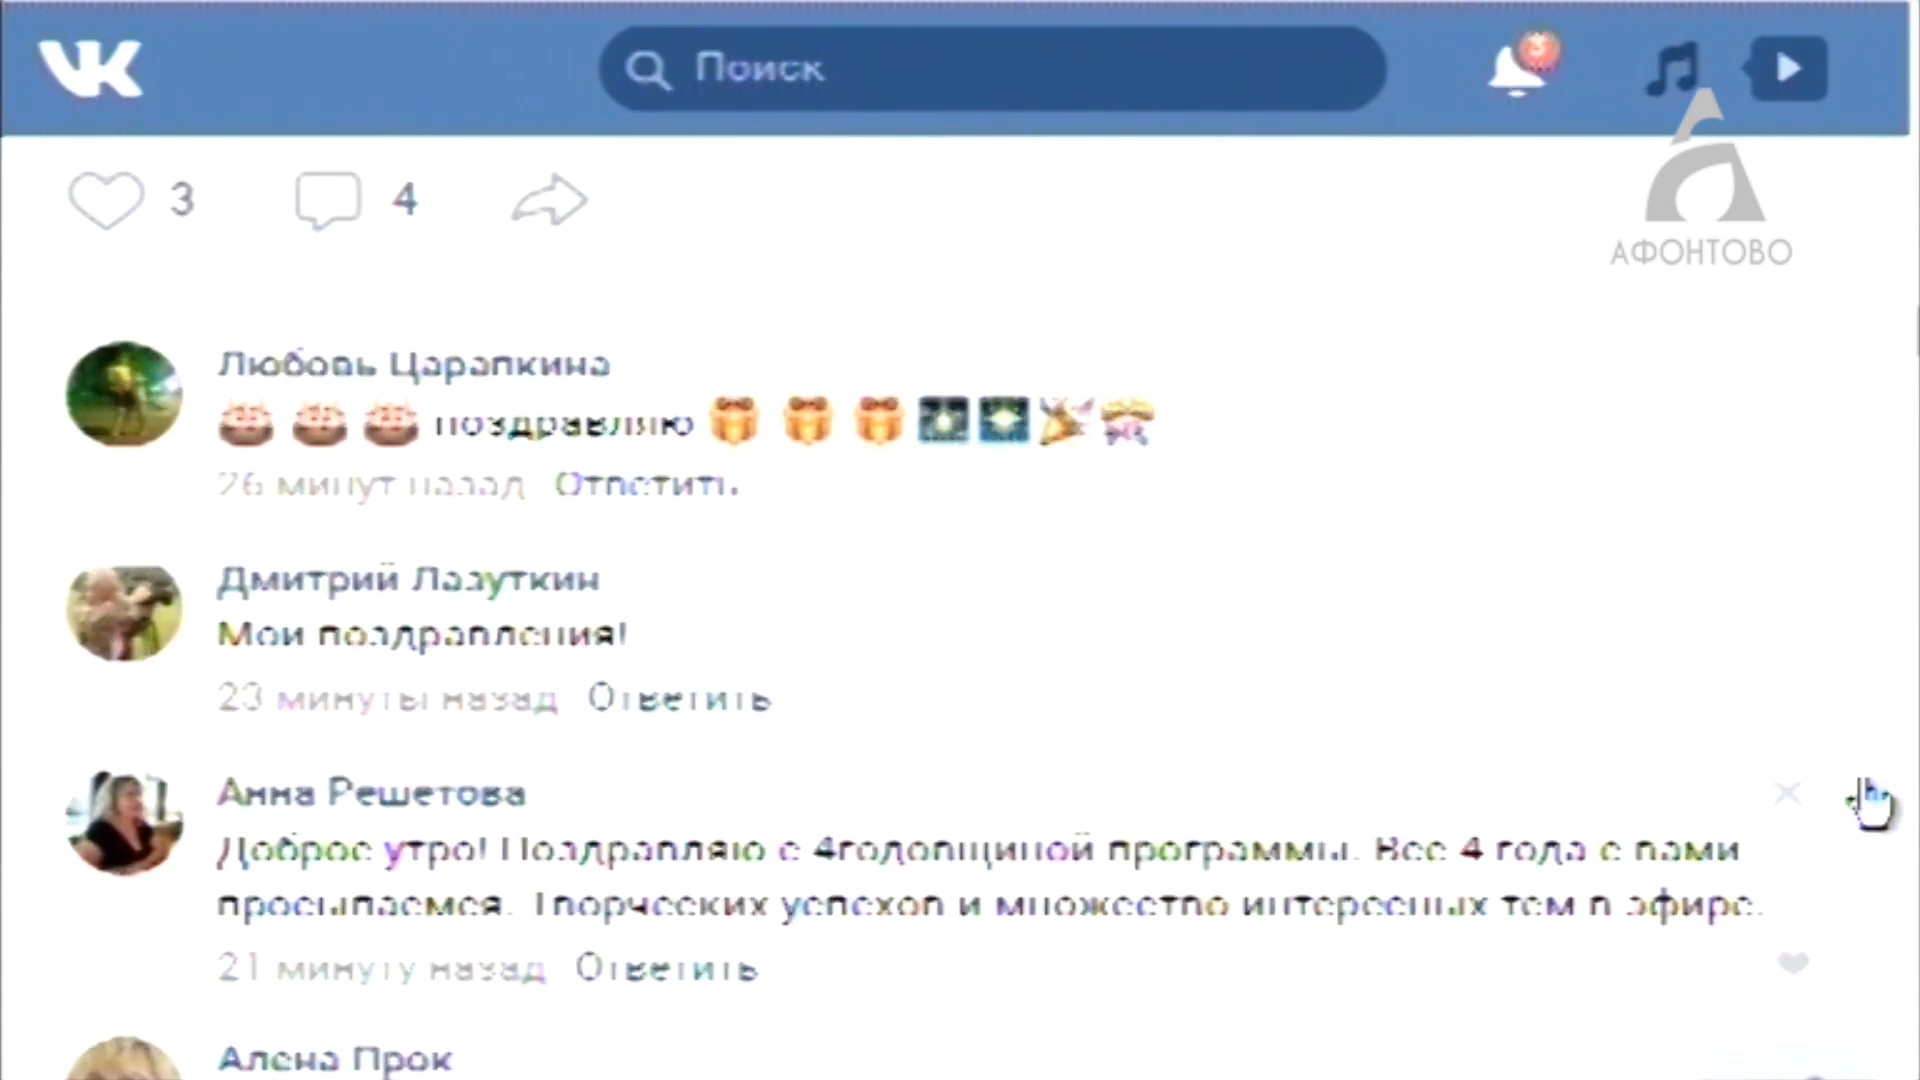 Поиск
3
АФОНТОВО
3
4
Любовь Царапкина
поздравляю
26 минут назад Ответить
Дмитрий Лазуткин
Мои поздравления!
23 минуты назад Ответить
Анна Решетова
Доброе утро! Поздравляю с 4годовщиной программы. Все 4 года с вами
просыпаемся. Творческих успехов и множество интересных тем в эфире.
21 минуту назад Ответить
Алена Прок